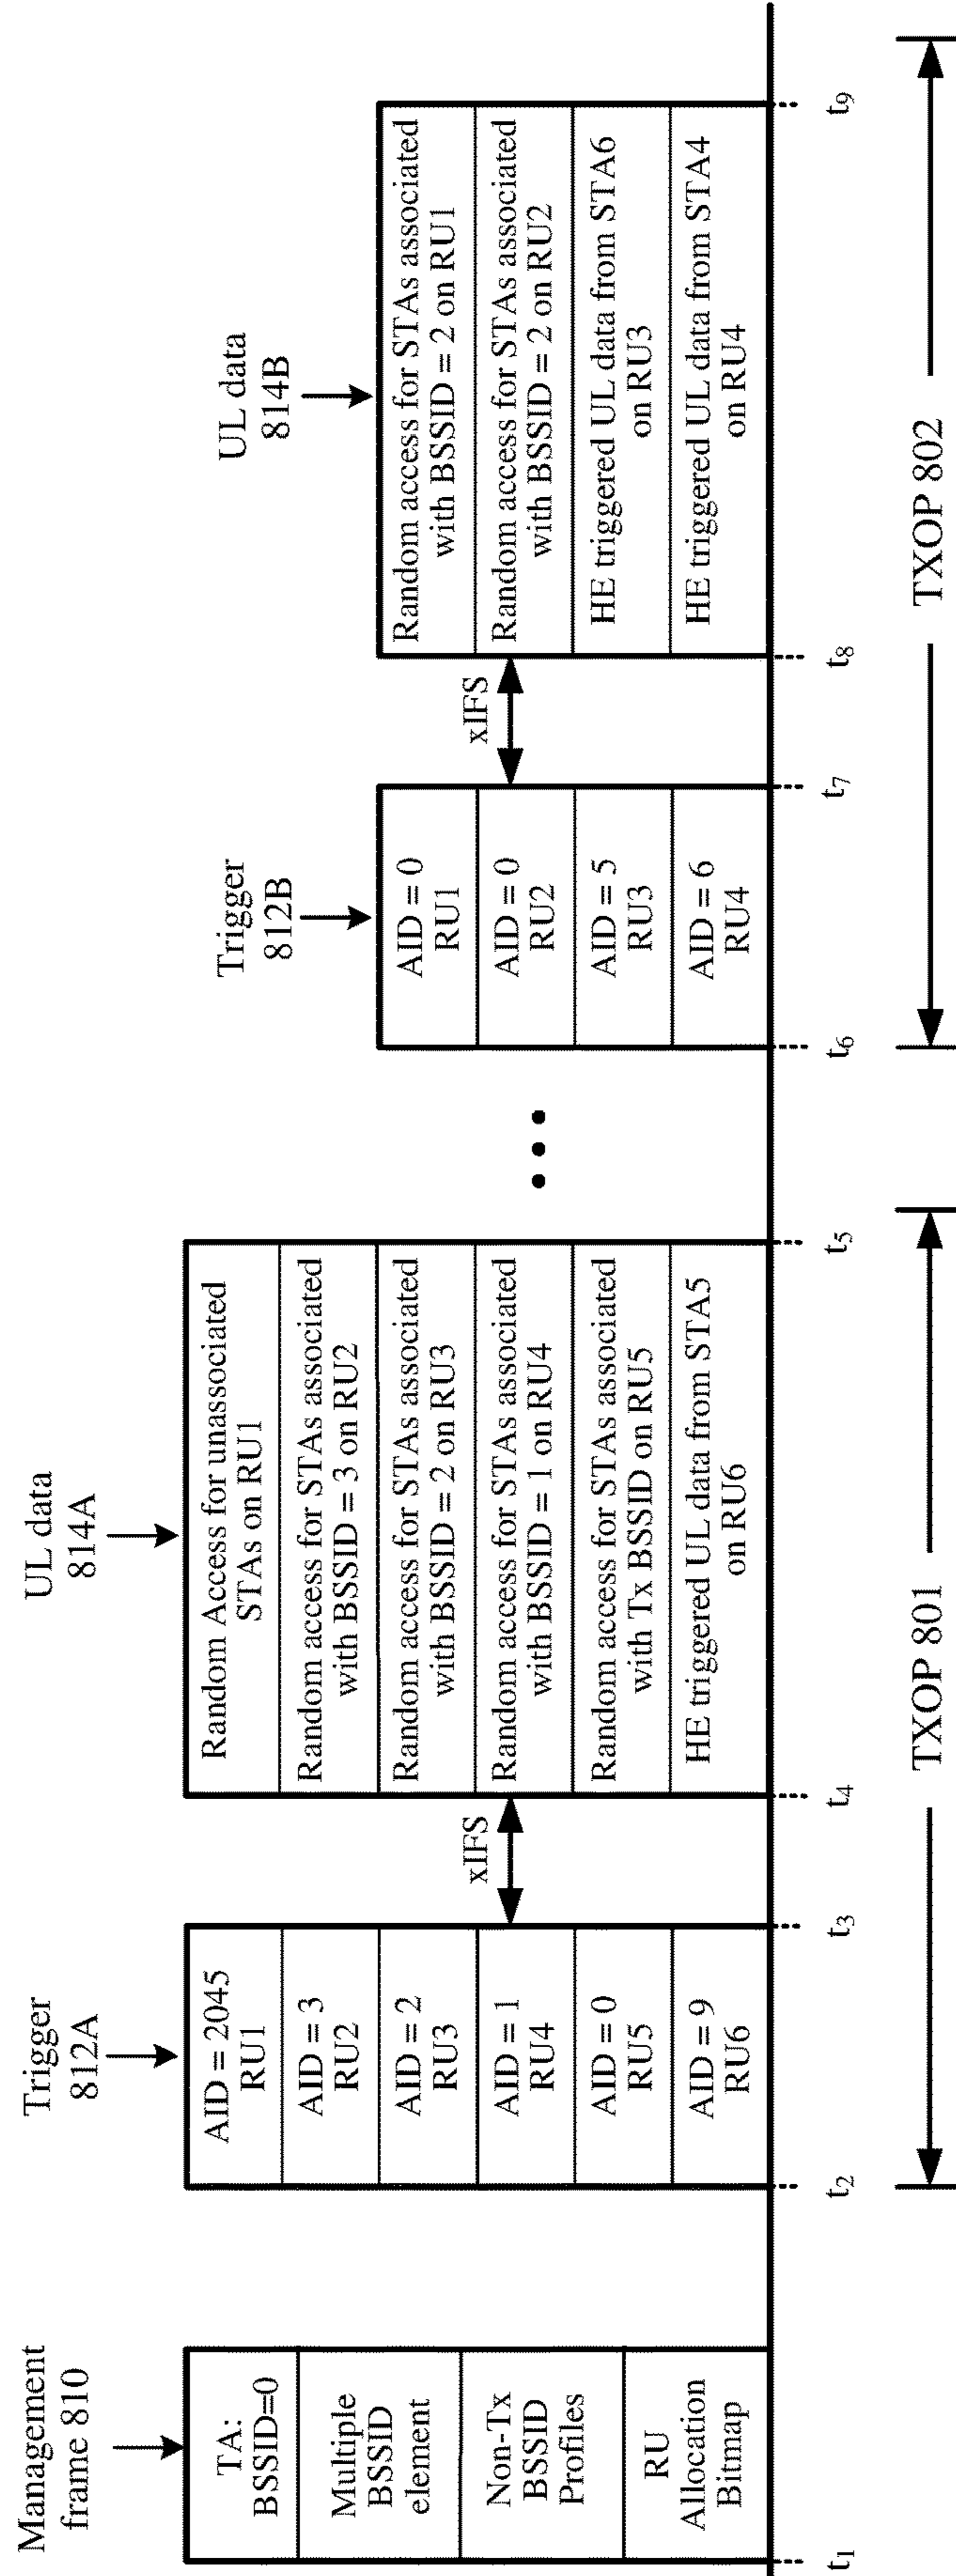 Management
frame 810
TA:
BSSID=0
Multiple
BSSID
element
Non-Tx
BSSID
Profiles
RU
Allocation
Bitmap
Trigger
812A
AID = 2045
RU1
AID = 3
RU2
AID = 2
RU3
AID = 1
RU4
AID = 0
RU5
AID = 9
RU6
xIFS
UL data
814A
Random Access for unassociated
STAs on RU1
Random access for STAs associated
with BSSID = 3 on RU2
Random access for STAs associated
with BSSID = 2 on RU3
Random access for STAs associated
with BSSID = 1 on RU4
Random access for STAs associated
with Tx BSSID on RU5
HE triggered UL data from STA5
on RU6
Trigger
812B
AID = 0
RU1
AID = 0
RU2
AID = 5
RU3
AID = 6
RU4
xIFS
UL data
814B
Random access for STAs associated
with BSSID = 2 on RU1
Random access for STAs associated
with BSSID = 2 on RU2
HE triggered UL data from STA6
on RU3
HE triggered UL data from STA4
on RU4
t1
t2
t3
t4
t5
t6
t7
t8
t9
TXOP 801
TXOP 802